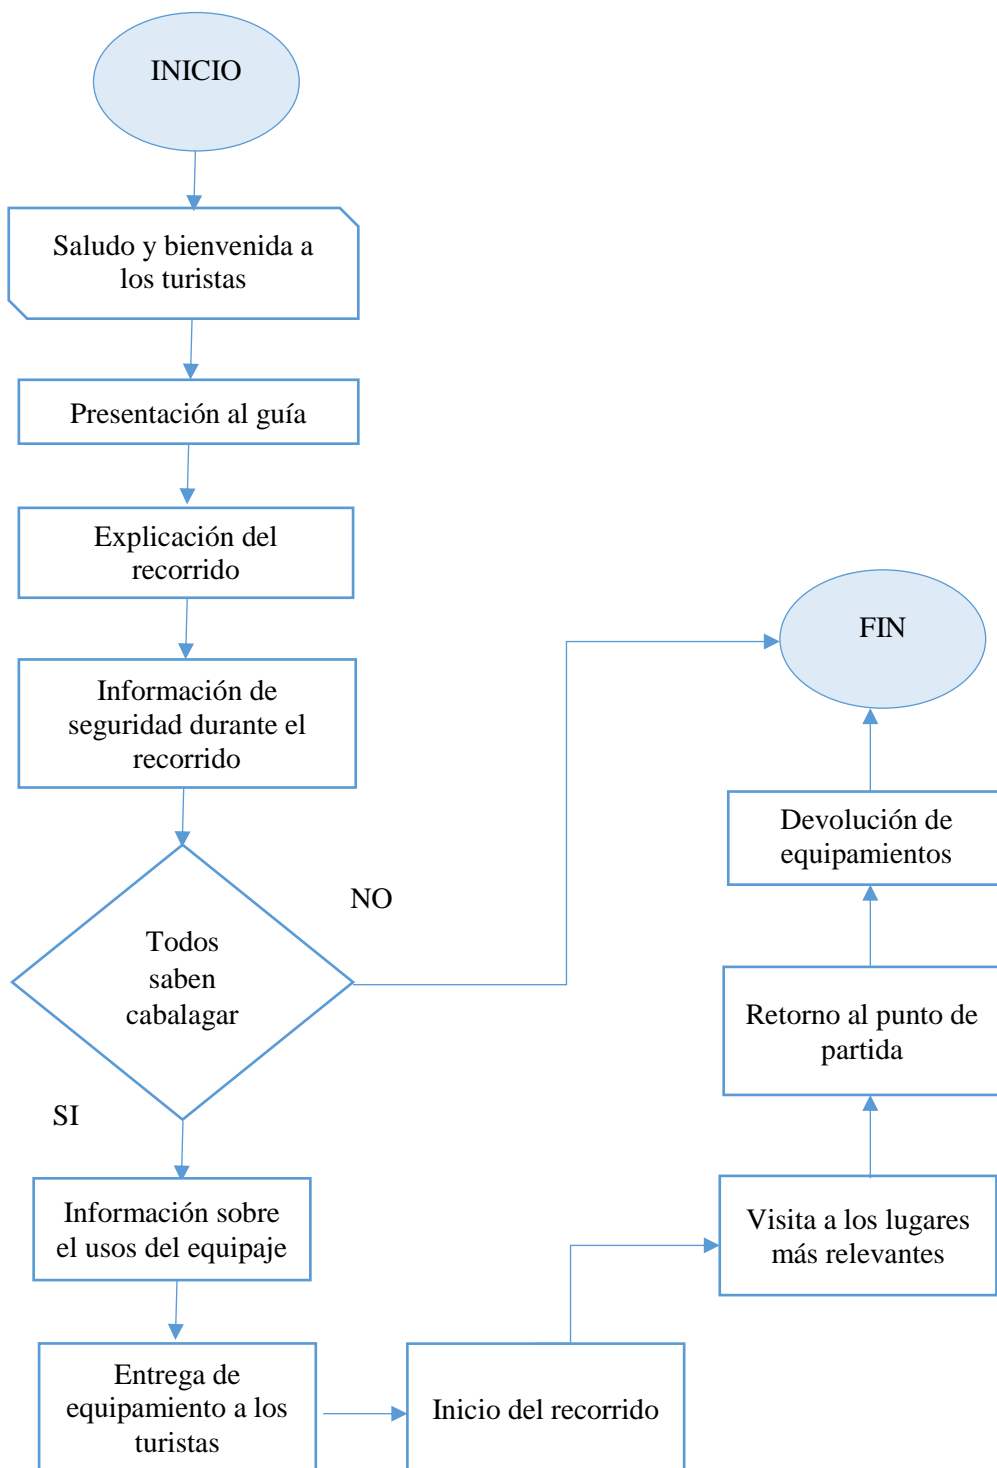 INICIO
Saludo y bienvenida a
los turistas
Presentación al guía
Explicación del
recorrido
Información de
seguridad durante el
recorrido
Todos
saben
cabalagar
NO
SI
Información sobre
el usos del equipaje
Entrega de
equipamiento a los
turistas
Inicio del recorrido
Visita a los lugares
más relevantes
Retorno al punto de
partida
Devolución de
equipamientos
FIN